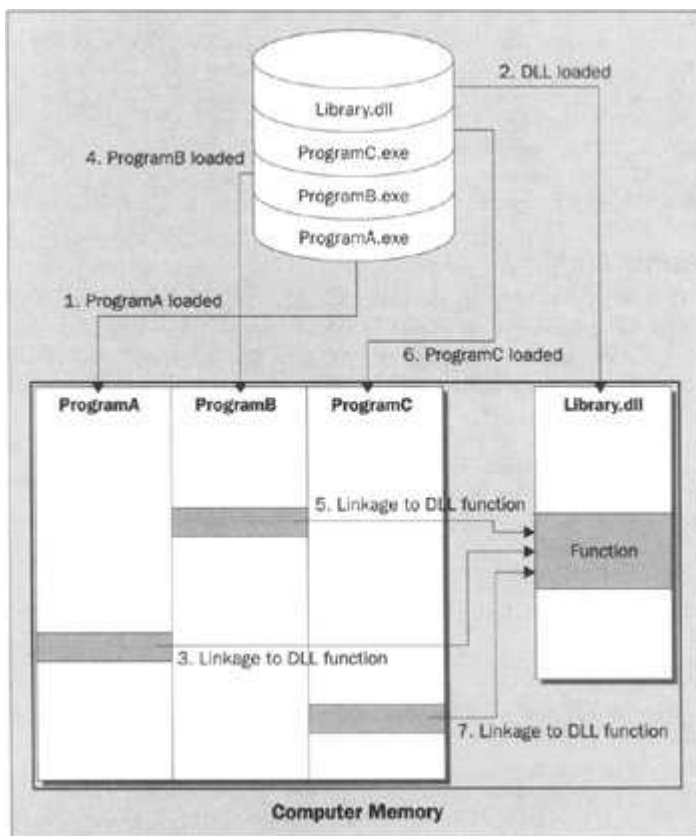 2. DLL loaded
Library.dll
4. ProgramB loaded
ProgramC.exe
ProgramB.exe
ProgramA.exe
1. ProgramA loaded
6. ProgramC loaded
ProgramA
ProgramB
ProgramC
Library.dll
5. Linkage to DLL function
Function
3. Linkage to DLL function
7. Linkage to DLL function
Computer Memory